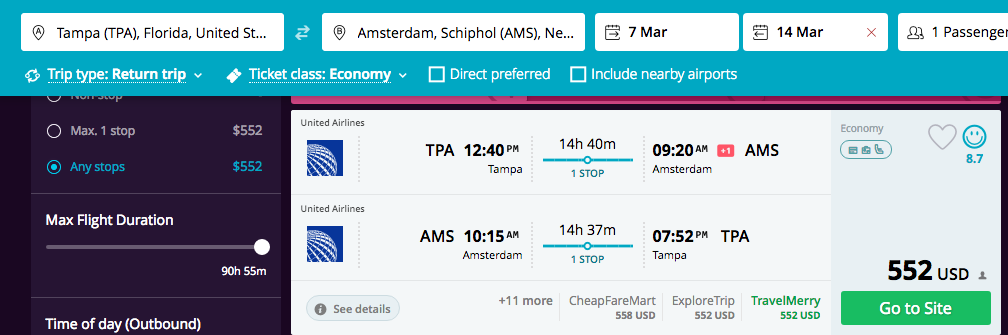 A Tampa (TPA), Florida, United St...
B Amsterdam, Schiphol (AMS), Ne...
7 Mar
14 Mar
1 Passenger
Trip type: Return trip
Ticket class: Economy
Direct preferred
Include nearby airports
Non-stop
Max. 1 stop $552
Any stops $552
Max Flight Duration
90h 55m
Time of day (Outbound)
United Airlines
TPA 12:40 PM
Tampa
14h 40m
1 STOP
09:20 AM +1 AMS
Amsterdam
United Airlines
AMS 10:15 AM
Amsterdam
14h 37m
1 STOP
07:52 PM TPA
Tampa
See details
+11 more
CheapFareMart
558 USD
ExploreTrip
552 USD
TravelMerry
552 USD
Economy
8.7
552 USD
Go to Site